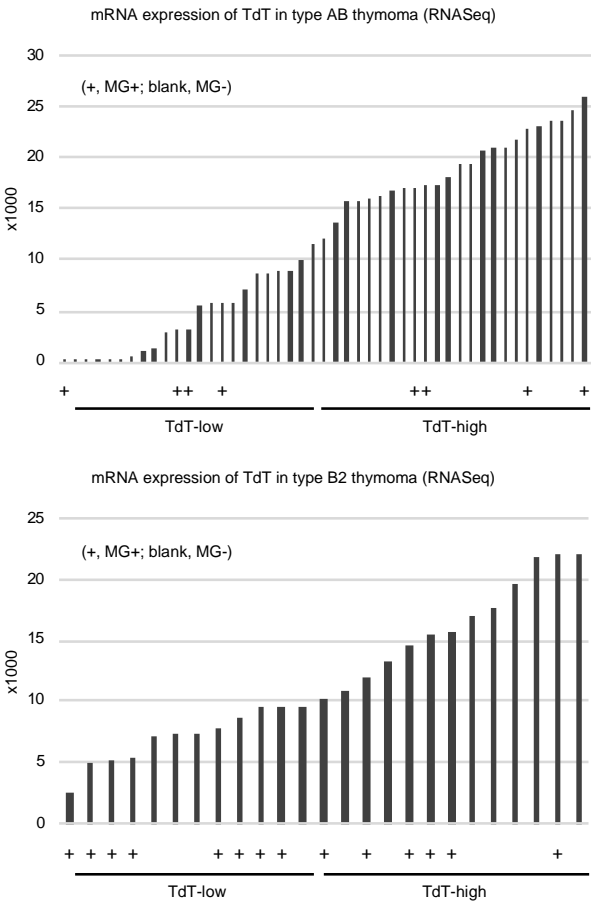 mRNA expression of TdT in type AB thymoma (RNASeq)
30
(+, MG+; blank, MG-)
25
20
15
x1000
10
5
0
+ ++ + ++ + +
TdT-low TdT-high
mRNA expression of TdT in type B2 thymoma (RNASeq)
25
(+, MG+; blank, MG-)
20
15
x1000
10
5
0
+ + + + + + + + + + + + + +
TdT-low TdT-high